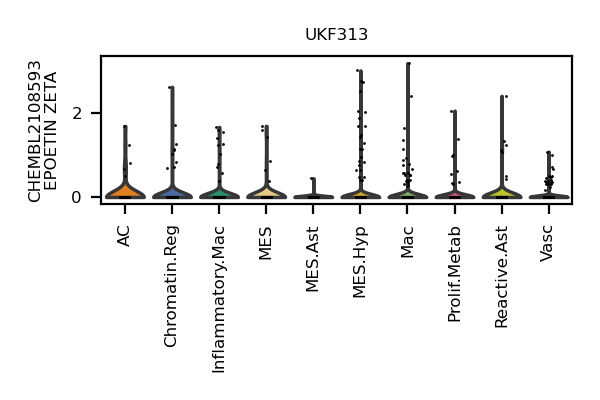 UKF313
CHEMBL2108593
EPOETIN ZETA
2
0
AC
Chromatin.Reg
Inflammatory.Mac
MES
MES.Ast
MES.Hyp
Mac
Prolif.Metab
Reactive.Ast
Vasc